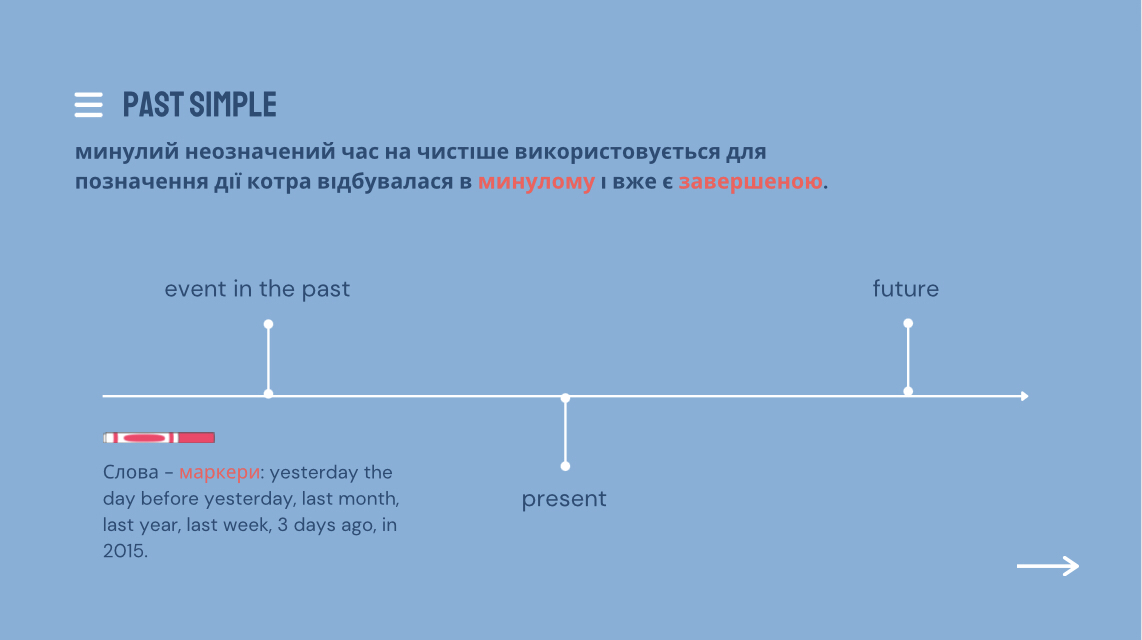 PAST SIMPLE
минулий неозначений час на чистіше використовується для
позначення дії котра відбувалася в минулому і вже є завершеною.
event in the past
future
Слова - маркери: yesterday the
day before yesterday, last month,
last year, last week, 3 days ago, in
2015.
present